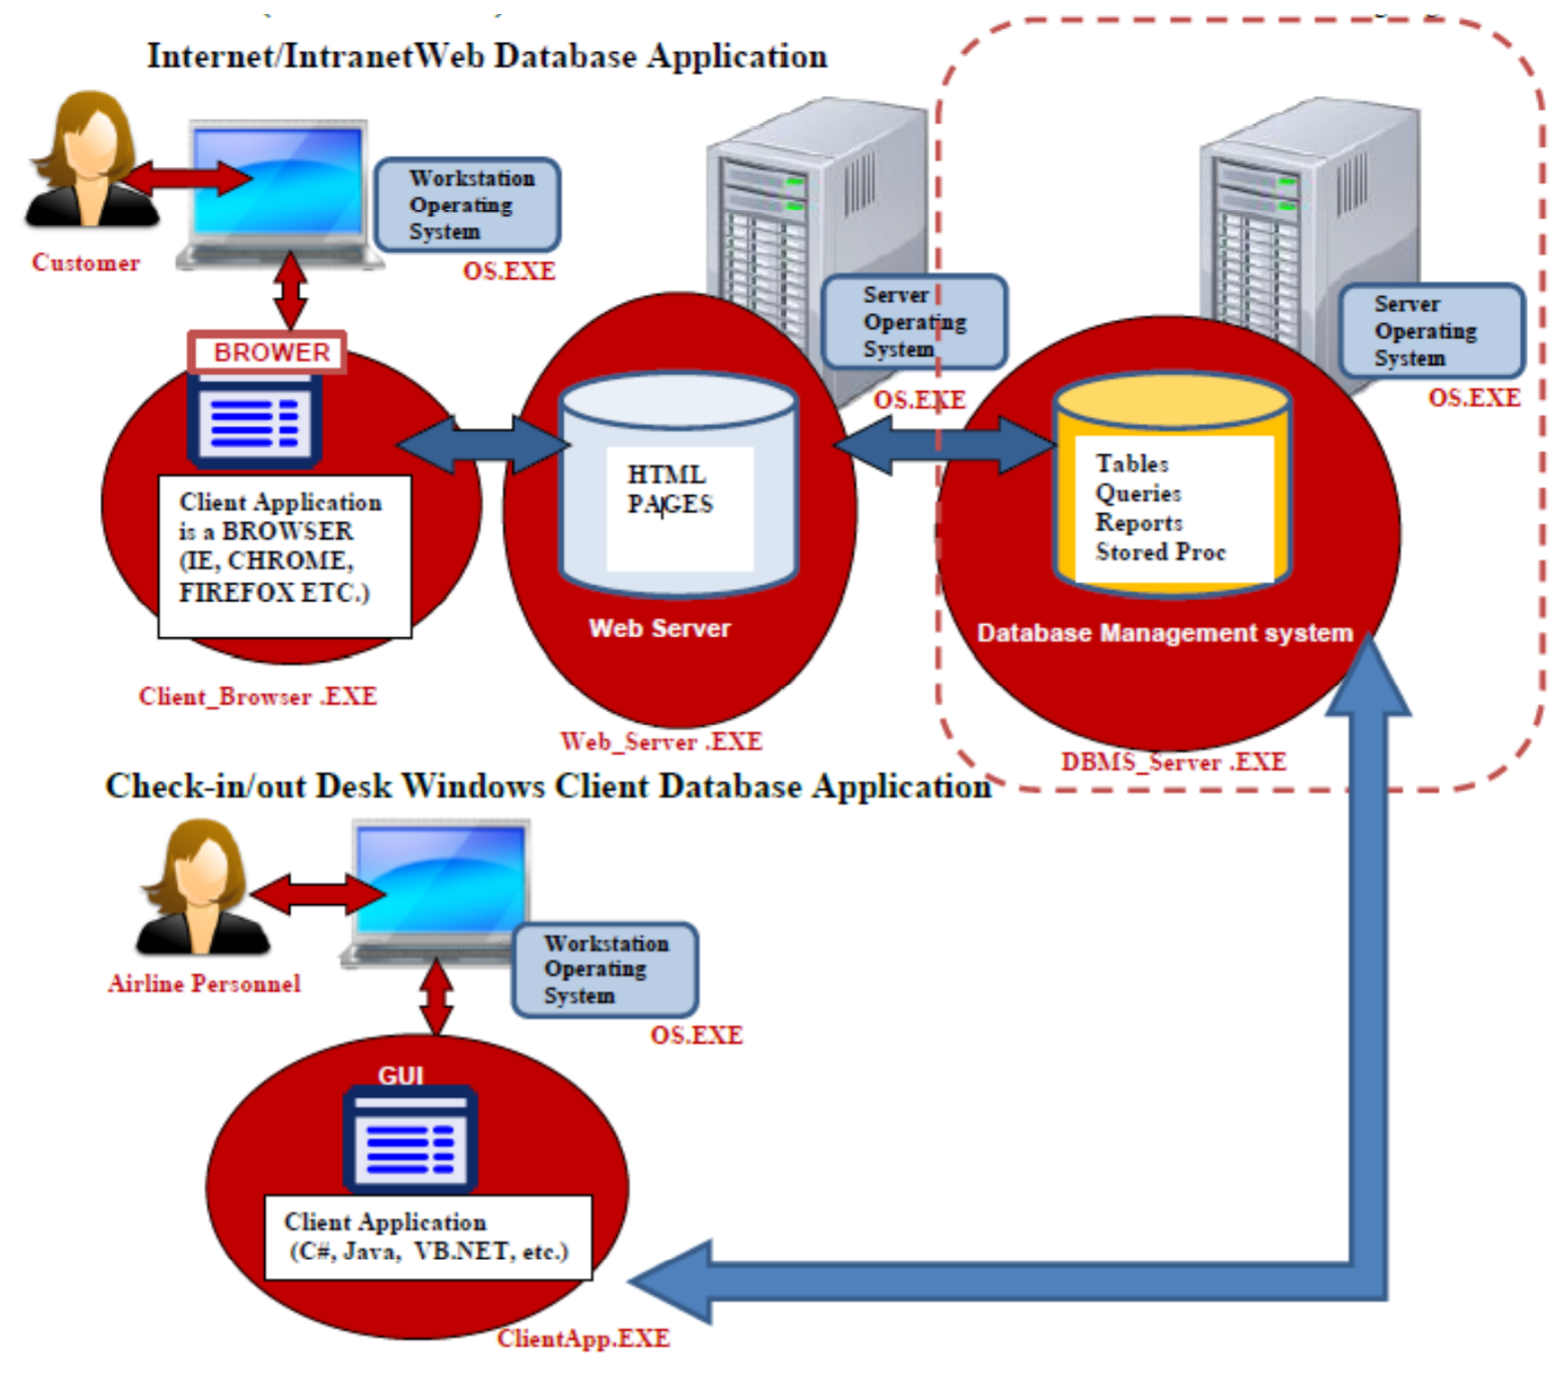 Internet/IntranetWeb Database Application
Customer
Workstation
Operating
System
OS.EXE
BROWER
Client Application
is a BROWSER
(IE, CHROME,
FIREFOX ETC.)
Client_Browser .EXE
Server
Operating
System
OS.EXE
HTML
PAGES
Web Server
Web_Server .EXE
Server
Operating
System
OS.EXE
Tables
Queries
Reports
Stored Proc
Database Management system
DBMS_Server .EXE
Check-in/out Desk Windows Client Database Application
Airline Personnel
Workstation
Operating
System
OS.EXE
GUI
Client Application
(C#, Java, VB.NET, etc.)
ClientApp.EXE